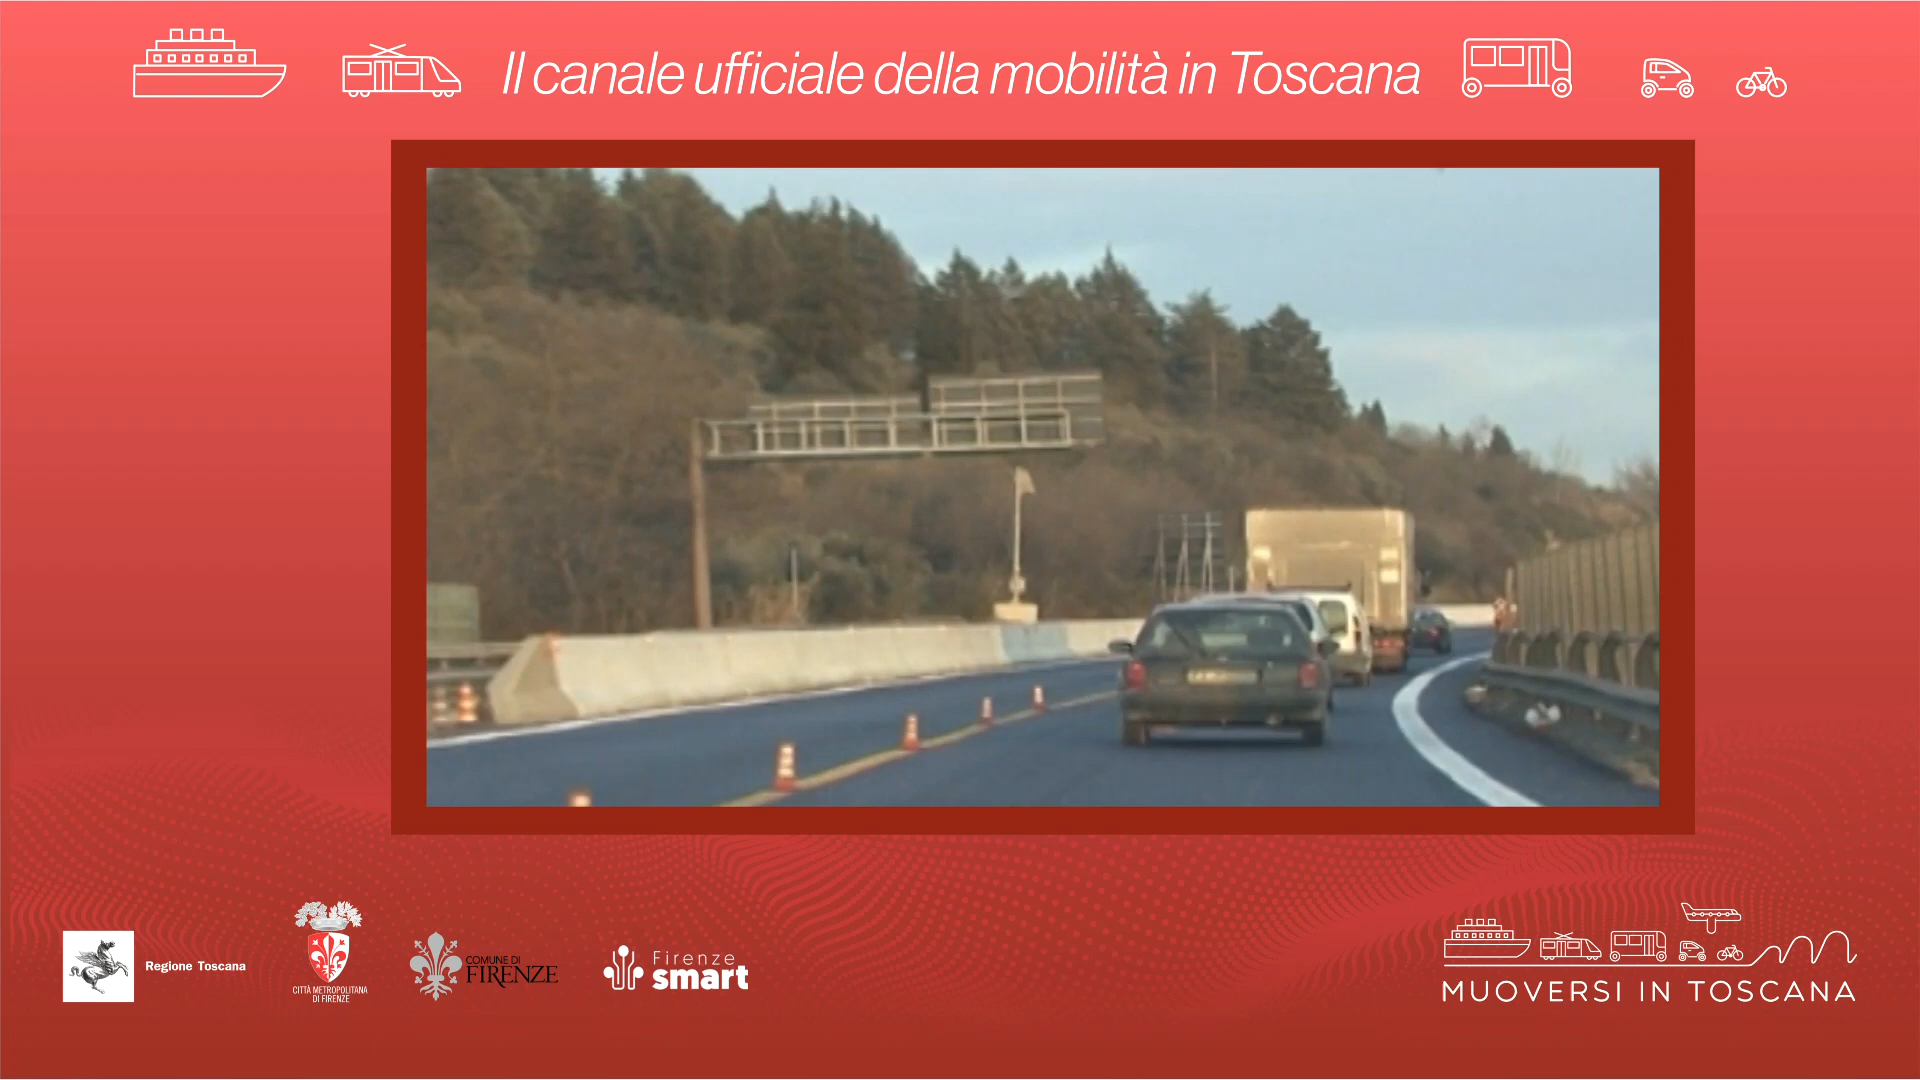 Il canale ufficiale della mobilità in Toscana
Regione Toscana
CITTÀ METROPOLITANA
DI FIRENZE
COMUNE DI
FIRENZE
Firenze
smart
MUOVERSI IN TOSCANA